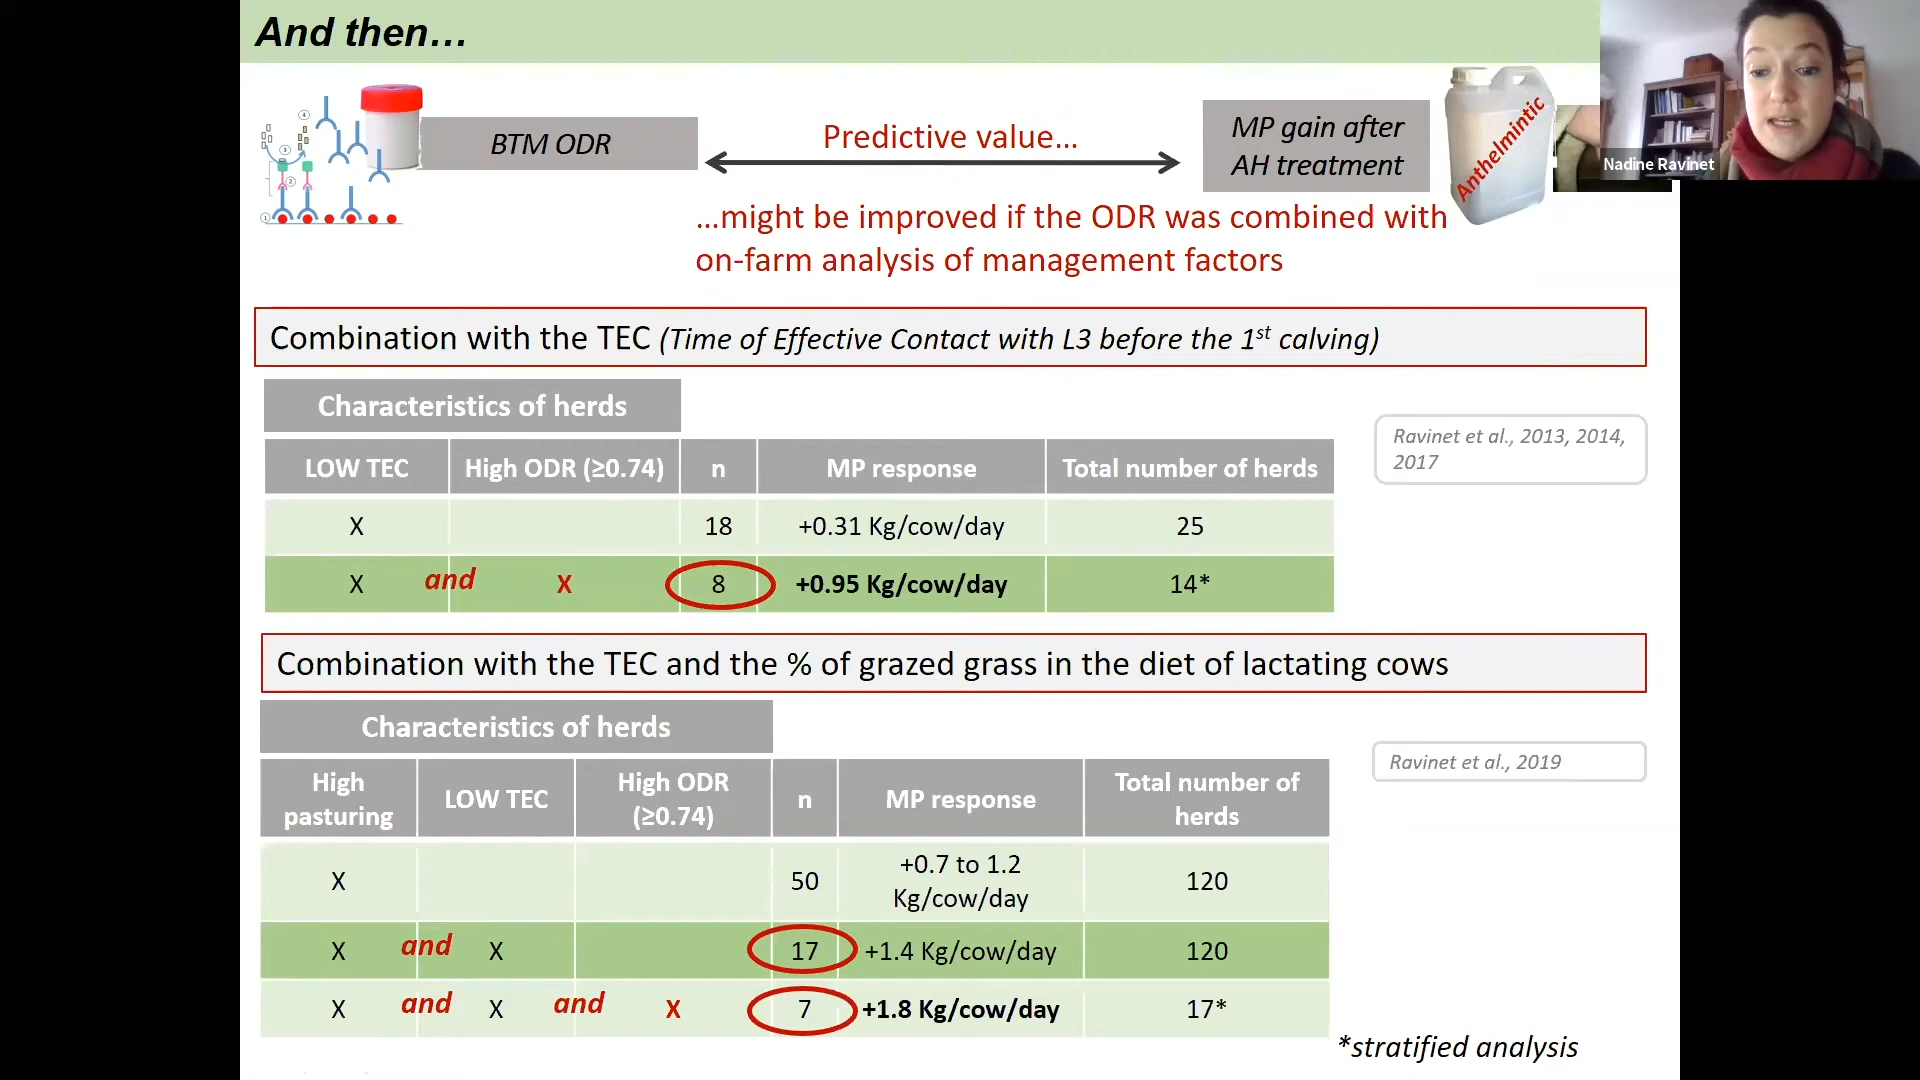 And then…
BTM ODR
Predictive value…
MP gain after
AH treatment
Anthelmintic
Nadine Ravinet
…might be improved if the ODR was combined with
on-farm analysis of management factors
Combination with the TEC (Time of Effective Contact with L3 before the 1st calving)
Characteristics of herds
Ravinet et al., 2013, 2014,
2017
LOW TEC High ODR (≥0.74) n MP response Total number of herds
X 18 +0.31 Kg/cow/day 25
X and X 8 +0.95 Kg/cow/day 14*
Combination with the TEC and the % of grazed grass in the diet of lactating cows
Characteristics of herds
Ravinet et al., 2019
High
pasturing
LOW TEC
High ODR
(≥0.74)
n
MP response
Total number of
herds
X 50 +0.7 to 1.2
Kg/cow/day
120
X and X 17 +1.4 Kg/cow/day 120
X and X and X 7 +1.8 Kg/cow/day 17*
*stratified analysis